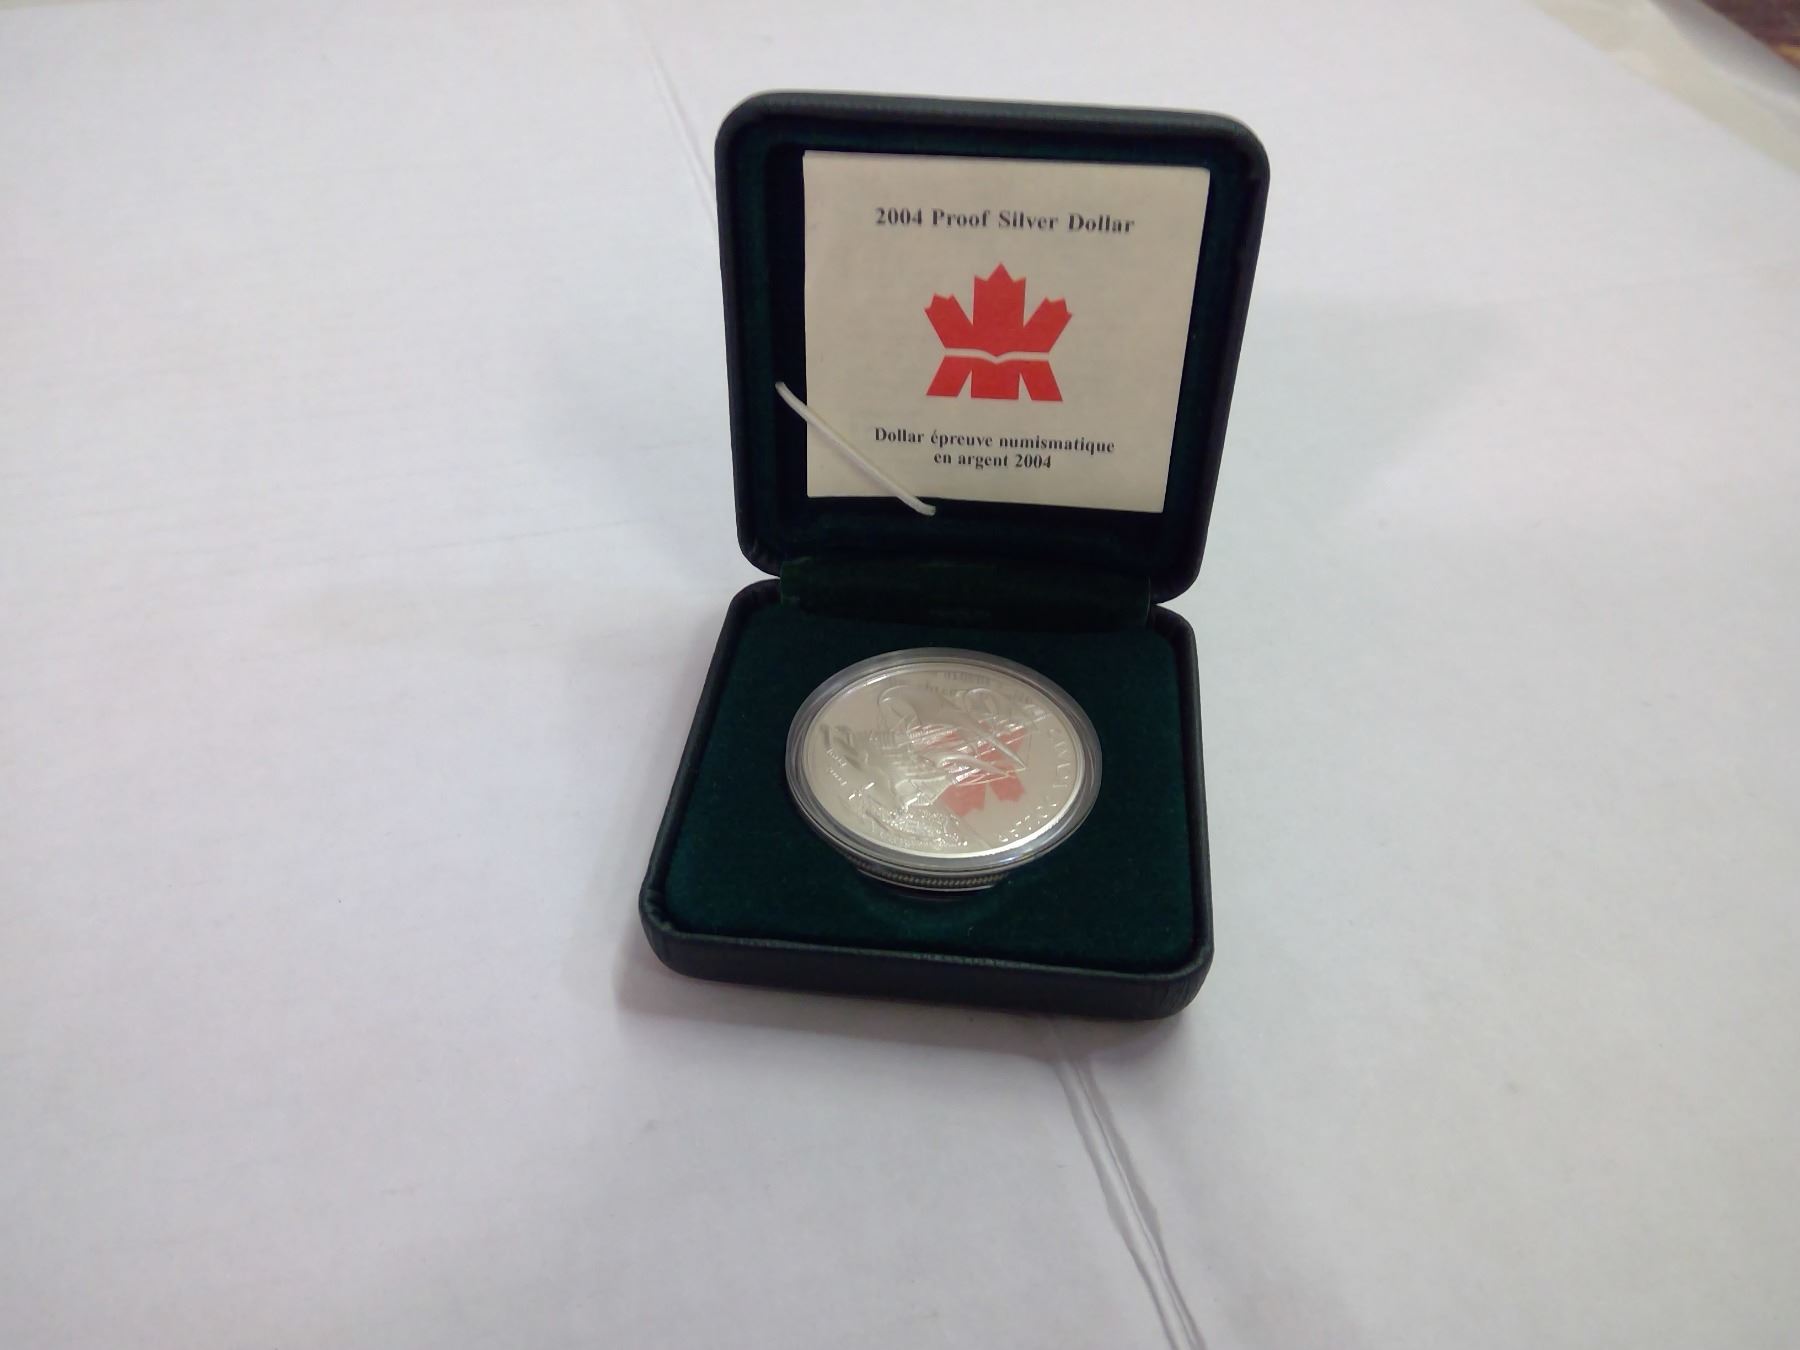 2004 Proof Silver Dollar
Dollar épreuve numismatique
en argent 2004